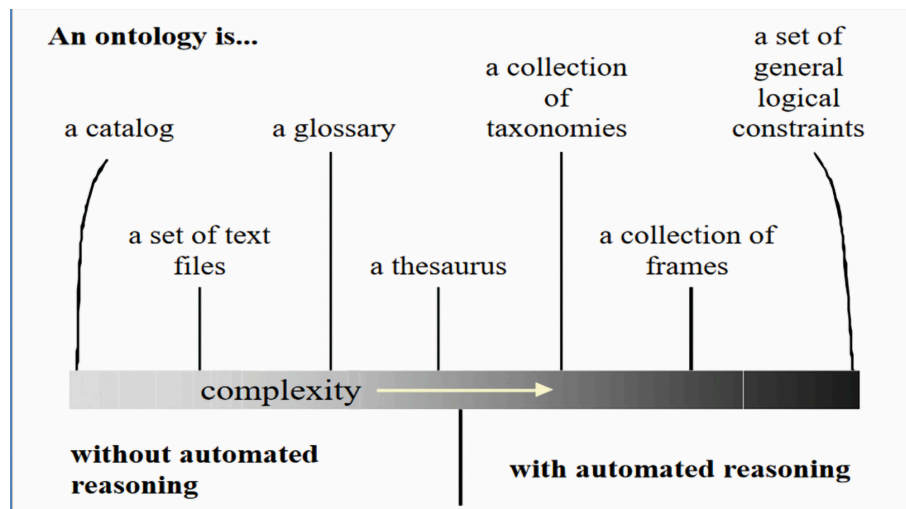 An ontology is...
a catalog
a set of text
files
a glossary
a thesaurus
a collection
of
taxonomies
a collection of
frames
a set of
general
logical
constraints
complexity
without automated
reasoning
with automated reasoning